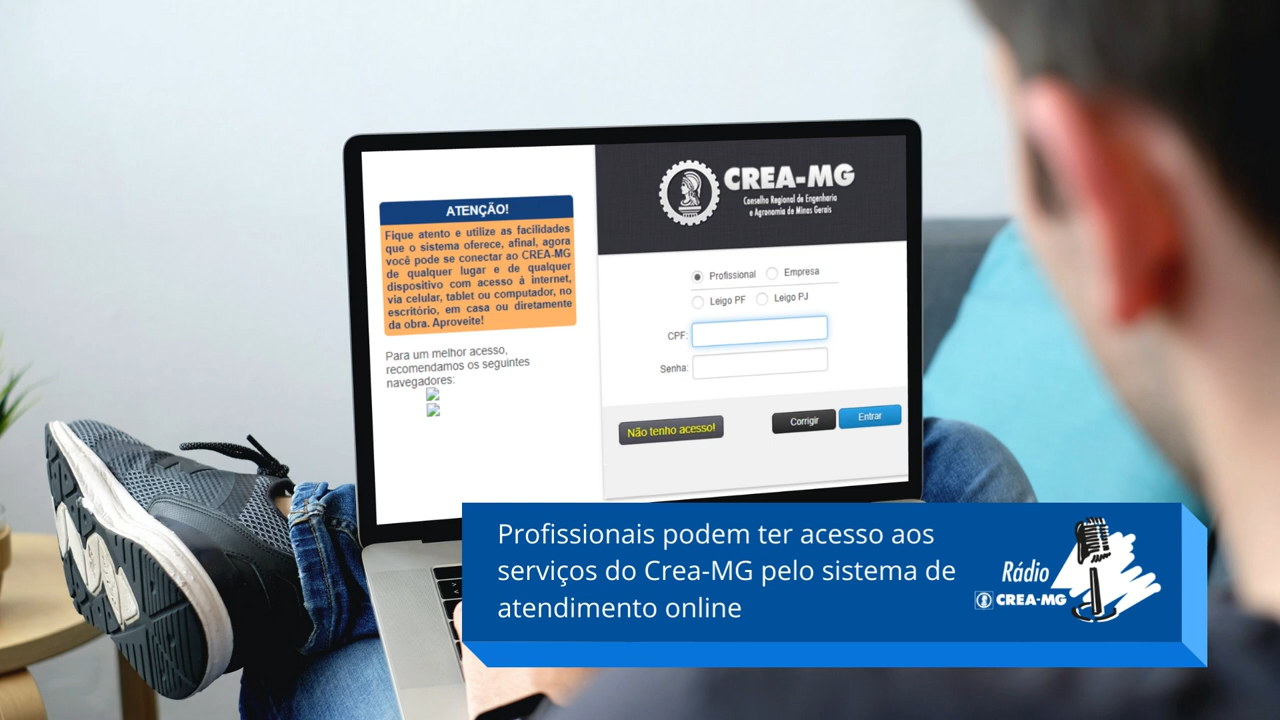 ATENÇÃO!
Fique atento e utilize as facilidades
que o sistema oferece, afinal, agora
você pode se conectar ao CREA-MG
de qualquer lugar e de qualquer
dispositivo com acesso à internet,
via celular, tablet ou computador, no
escritório, em casa ou diretamente
da obra. Aproveite!
Para um melhor acesso,
recomendamos os seguintes
navegadores:
CREA-MG
Conselho Regional de Engenharia
e Agronomia de Minas Gerais
Profissional Empresa
Leigo PF Leigo PJ
CPF:
Senha:
Não tenho acesso! Corrigir Entrar
Profissionais podem ter acesso aos
serviços do Crea-MG pelo sistema de
atendimento online
Rádio
CREA-MG